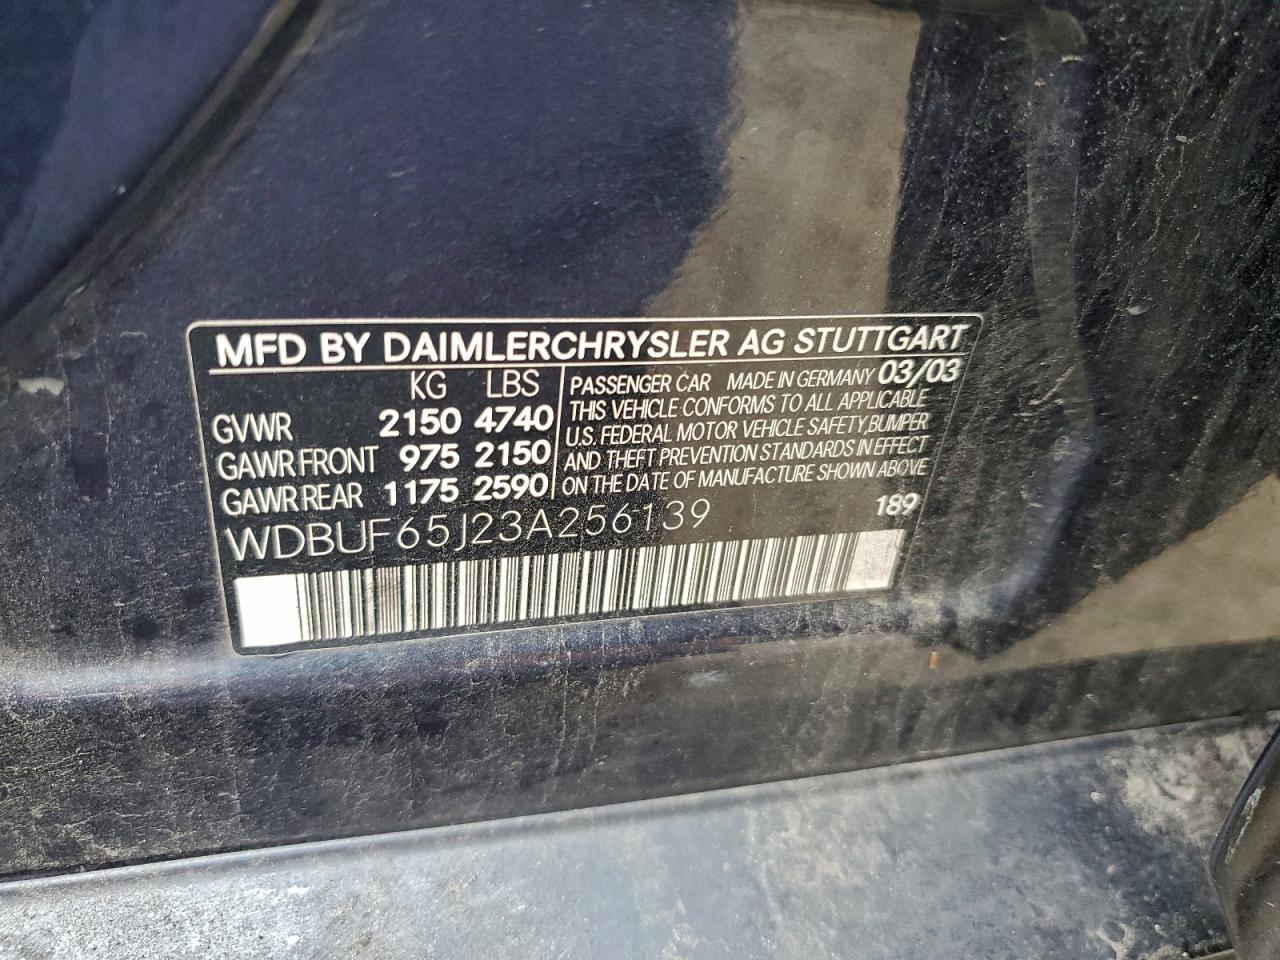 MFD BY DAIMLERCHRYSLER AG STUTTGART
KG LBS
GVWR 2150 4740
GAWR FRONT 975 2150
GAWR REAR 1175 2590
PASSENGER CAR MADE IN GERMANY 03/03
THIS VEHICLE CONFORMS TO ALL APPLICABLE
U.S. FEDERAL MOTOR VEHICLE SAFETY,BUMPER
AND THEFT PREVENTION STANDARDS IN EFFECT
ON THE DATE OF MANUFACTURE SHOWN ABOVE
WDBUF65J23A256139 189